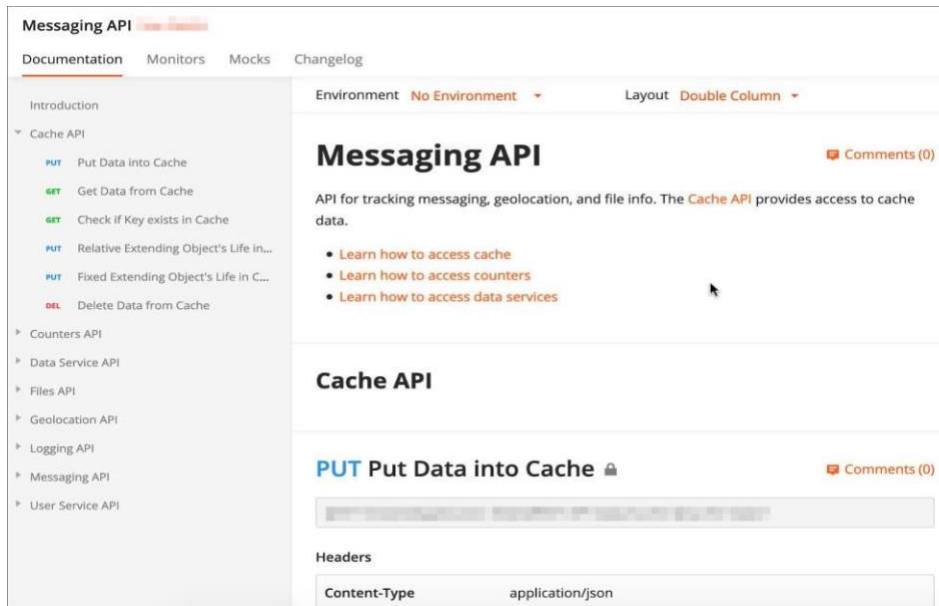 Messaging API
Documentation Monitors Mocks Changelog
Introduction
Cache API
PUT Put Data into Cache
GET Get Data from Cache
GET Check if Key exists in Cache
PUT Relative Extending Object's Life in...
PUT Fixed Extending Object's Life in C...
DEL Delete Data from Cache
Counters API
Data Service API
Files API
Geolocation API
Logging API
Messaging API
User Service API
Environment No Environment Layout Double Column
Messaging API
Comments (0)
API for tracking messaging, geolocation, and file info. The Cache API provides access to cache
data.
• Learn how to access cache
• Learn how to access counters
• Learn how to access data services
Cache API
PUT Put Data into Cache
Comments (0)
Headers
Content-Type application/json